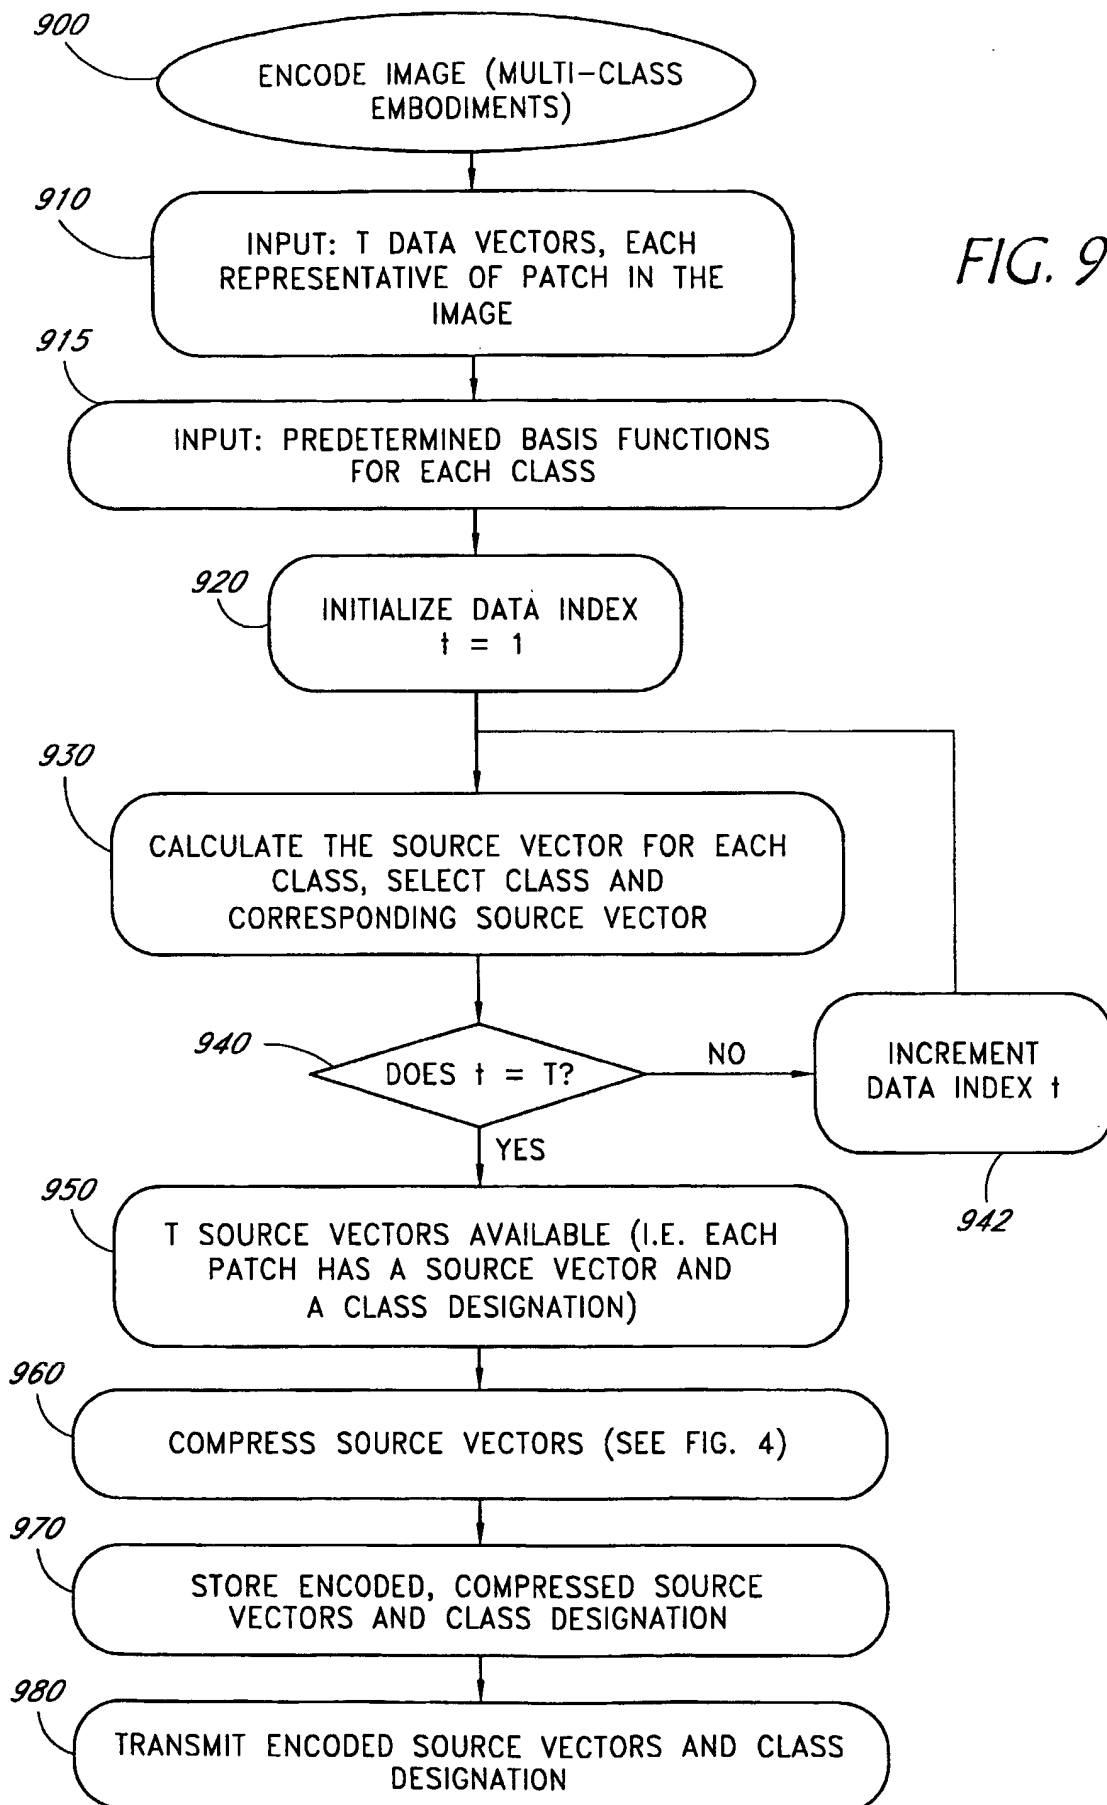 900
ENCODE IMAGE (MULTI-CLASS
EMBODIMENTS)
910
INPUT: T DATA VECTORS, EACH
REPRESENTATIVE OF PATCH IN THE
IMAGE
FIG. 9
915
INPUT: PREDETERMINED BASIS FUNCTIONS
FOR EACH CLASS
920
INITIALIZE DATA INDEX
t = 1
930
CALCULATE THE SOURCE VECTOR FOR EACH
CLASS, SELECT CLASS AND
CORRESPONDING SOURCE VECTOR
940
DOES t = T?
NO
INCREMENT
DATA INDEX t
942
YES
950
T SOURCE VECTORS AVAILABLE (I.E. EACH
PATCH HAS A SOURCE VECTOR AND
A CLASS DESIGNATION)
960
COMPRESS SOURCE VECTORS (SEE FIG. 4)
970
STORE ENCODED, COMPRESSED SOURCE
VECTORS AND CLASS DESIGNATION
980
TRANSMIT ENCODED SOURCE VECTORS AND CLASS
DESIGNATION